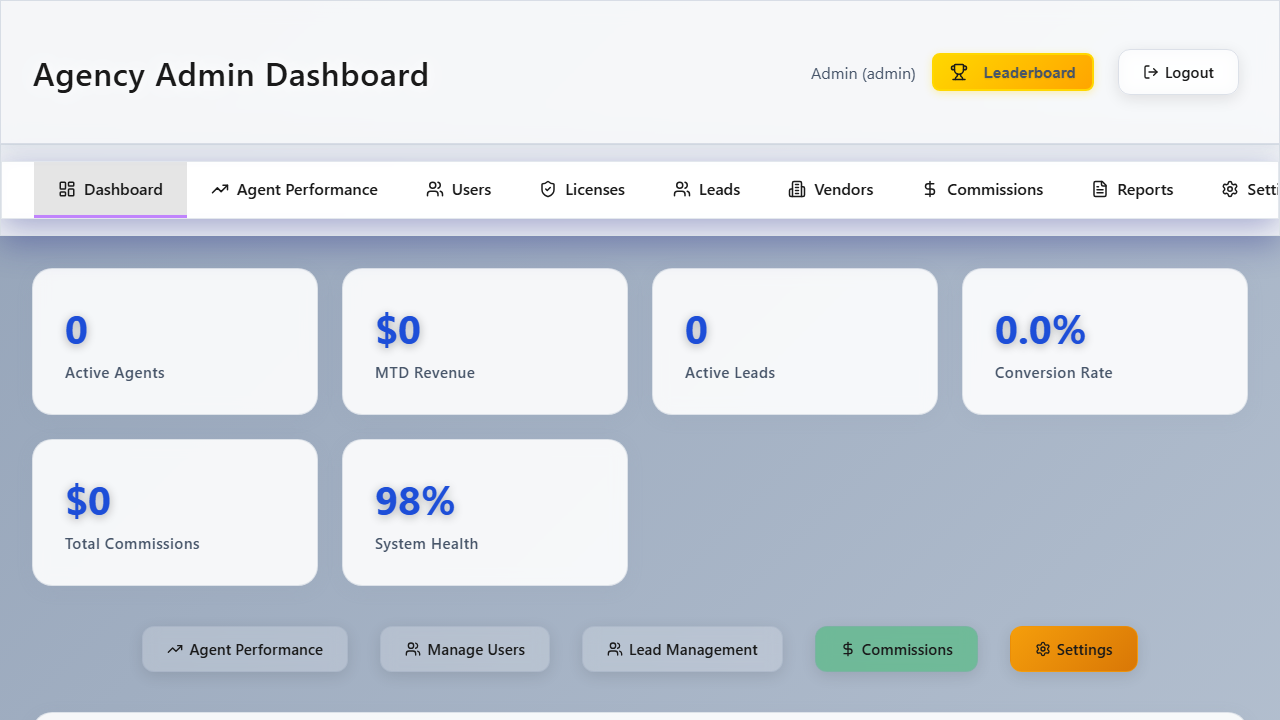 Agency Admin Dashboard
Admin (admin)
Leaderboard
Logout
Dashboard
Agent Performance
Users
Licenses
Leads
Vendors
Commissions
Reports
0
Active Agents
$0
MTD Revenue
0
Active Leads
0.0%
Conversion Rate
$0
Total Commissions
98%
System Health
Agent Performance
Manage Users
Lead Management
Commissions
Settings